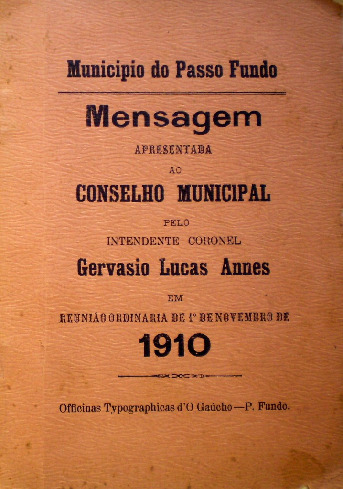 Municipio do Passo Fundo
Mensagem
APRESENTADA
AO
CONSELHO MUNICIPAL
PELO
INTENDENTE CORONEL
Gervasio Lucas Annes
EM
REUNIÃO ORDINARIA DE 1º DE NOVEMBRO DE
1910
Officinas Typographicas d'O Gaúcho—P. Fundo.